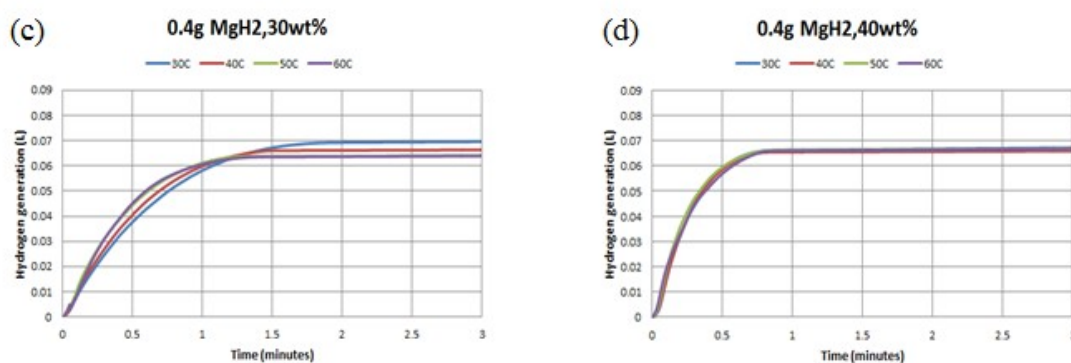 (c)
0.4g MgH2,30wt%
30C 40C 50C 60C
0.09
0.08
0.07
0.06
0.05
0.04
0.03
0.02
0.01
0
Hydrogen generation (L)
0 0.5 1 1.5 2 2.5 3
Time (minutes)
(d)
0.4g MgH2,40wt%
30C 40C 50C 60C
0.09
0.08
0.07
0.06
0.05
0.04
0.03
0.02
0.01
0
Hydrogen generation (L)
0 0.5 1 1.5 2 2.5 3
Time (minutes)